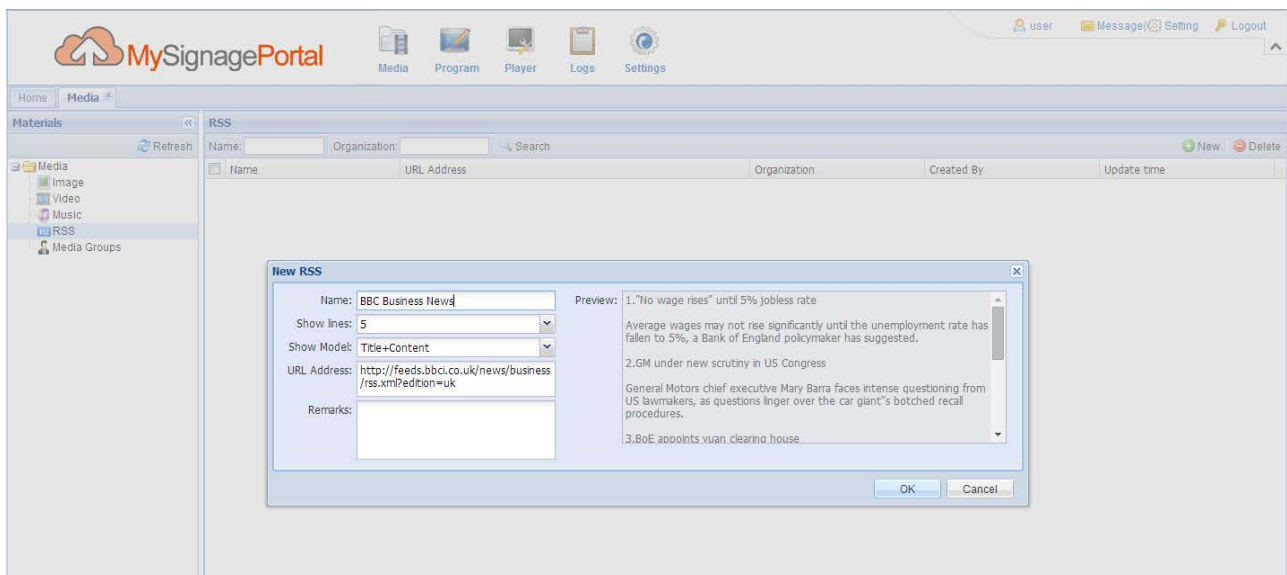 user Message( Setting Logout
MySignagePortal
Media Program Player Logs Settings
Home Media
Materials
Refresh
Media
Image
Video
Music
RSS
Media Groups
RSS
Name: Organization: Search New Delete
Name URL Address Organization Created By Update time
New RSS
Name: BBC Business News
Show lines: 5
Show Model: Title+Content
URL Address: http://feeds.bbci.co.uk/news/business
/rss.xml?edition=uk
Remarks:
Preview: 1."No wage rises" until 5% jobless rate
Average wages may not rise significantly until the unemployment rate has
fallen to 5%, a Bank of England policymaker has suggested.
2.GM under new scrutiny in US Congress
General Motors chief executive Mary Barra faces intense questioning from
US lawmakers, as questions linger over the car giant"s botched recall
procedures.
3.BoE appoints yuan clearing house
OK Cancel